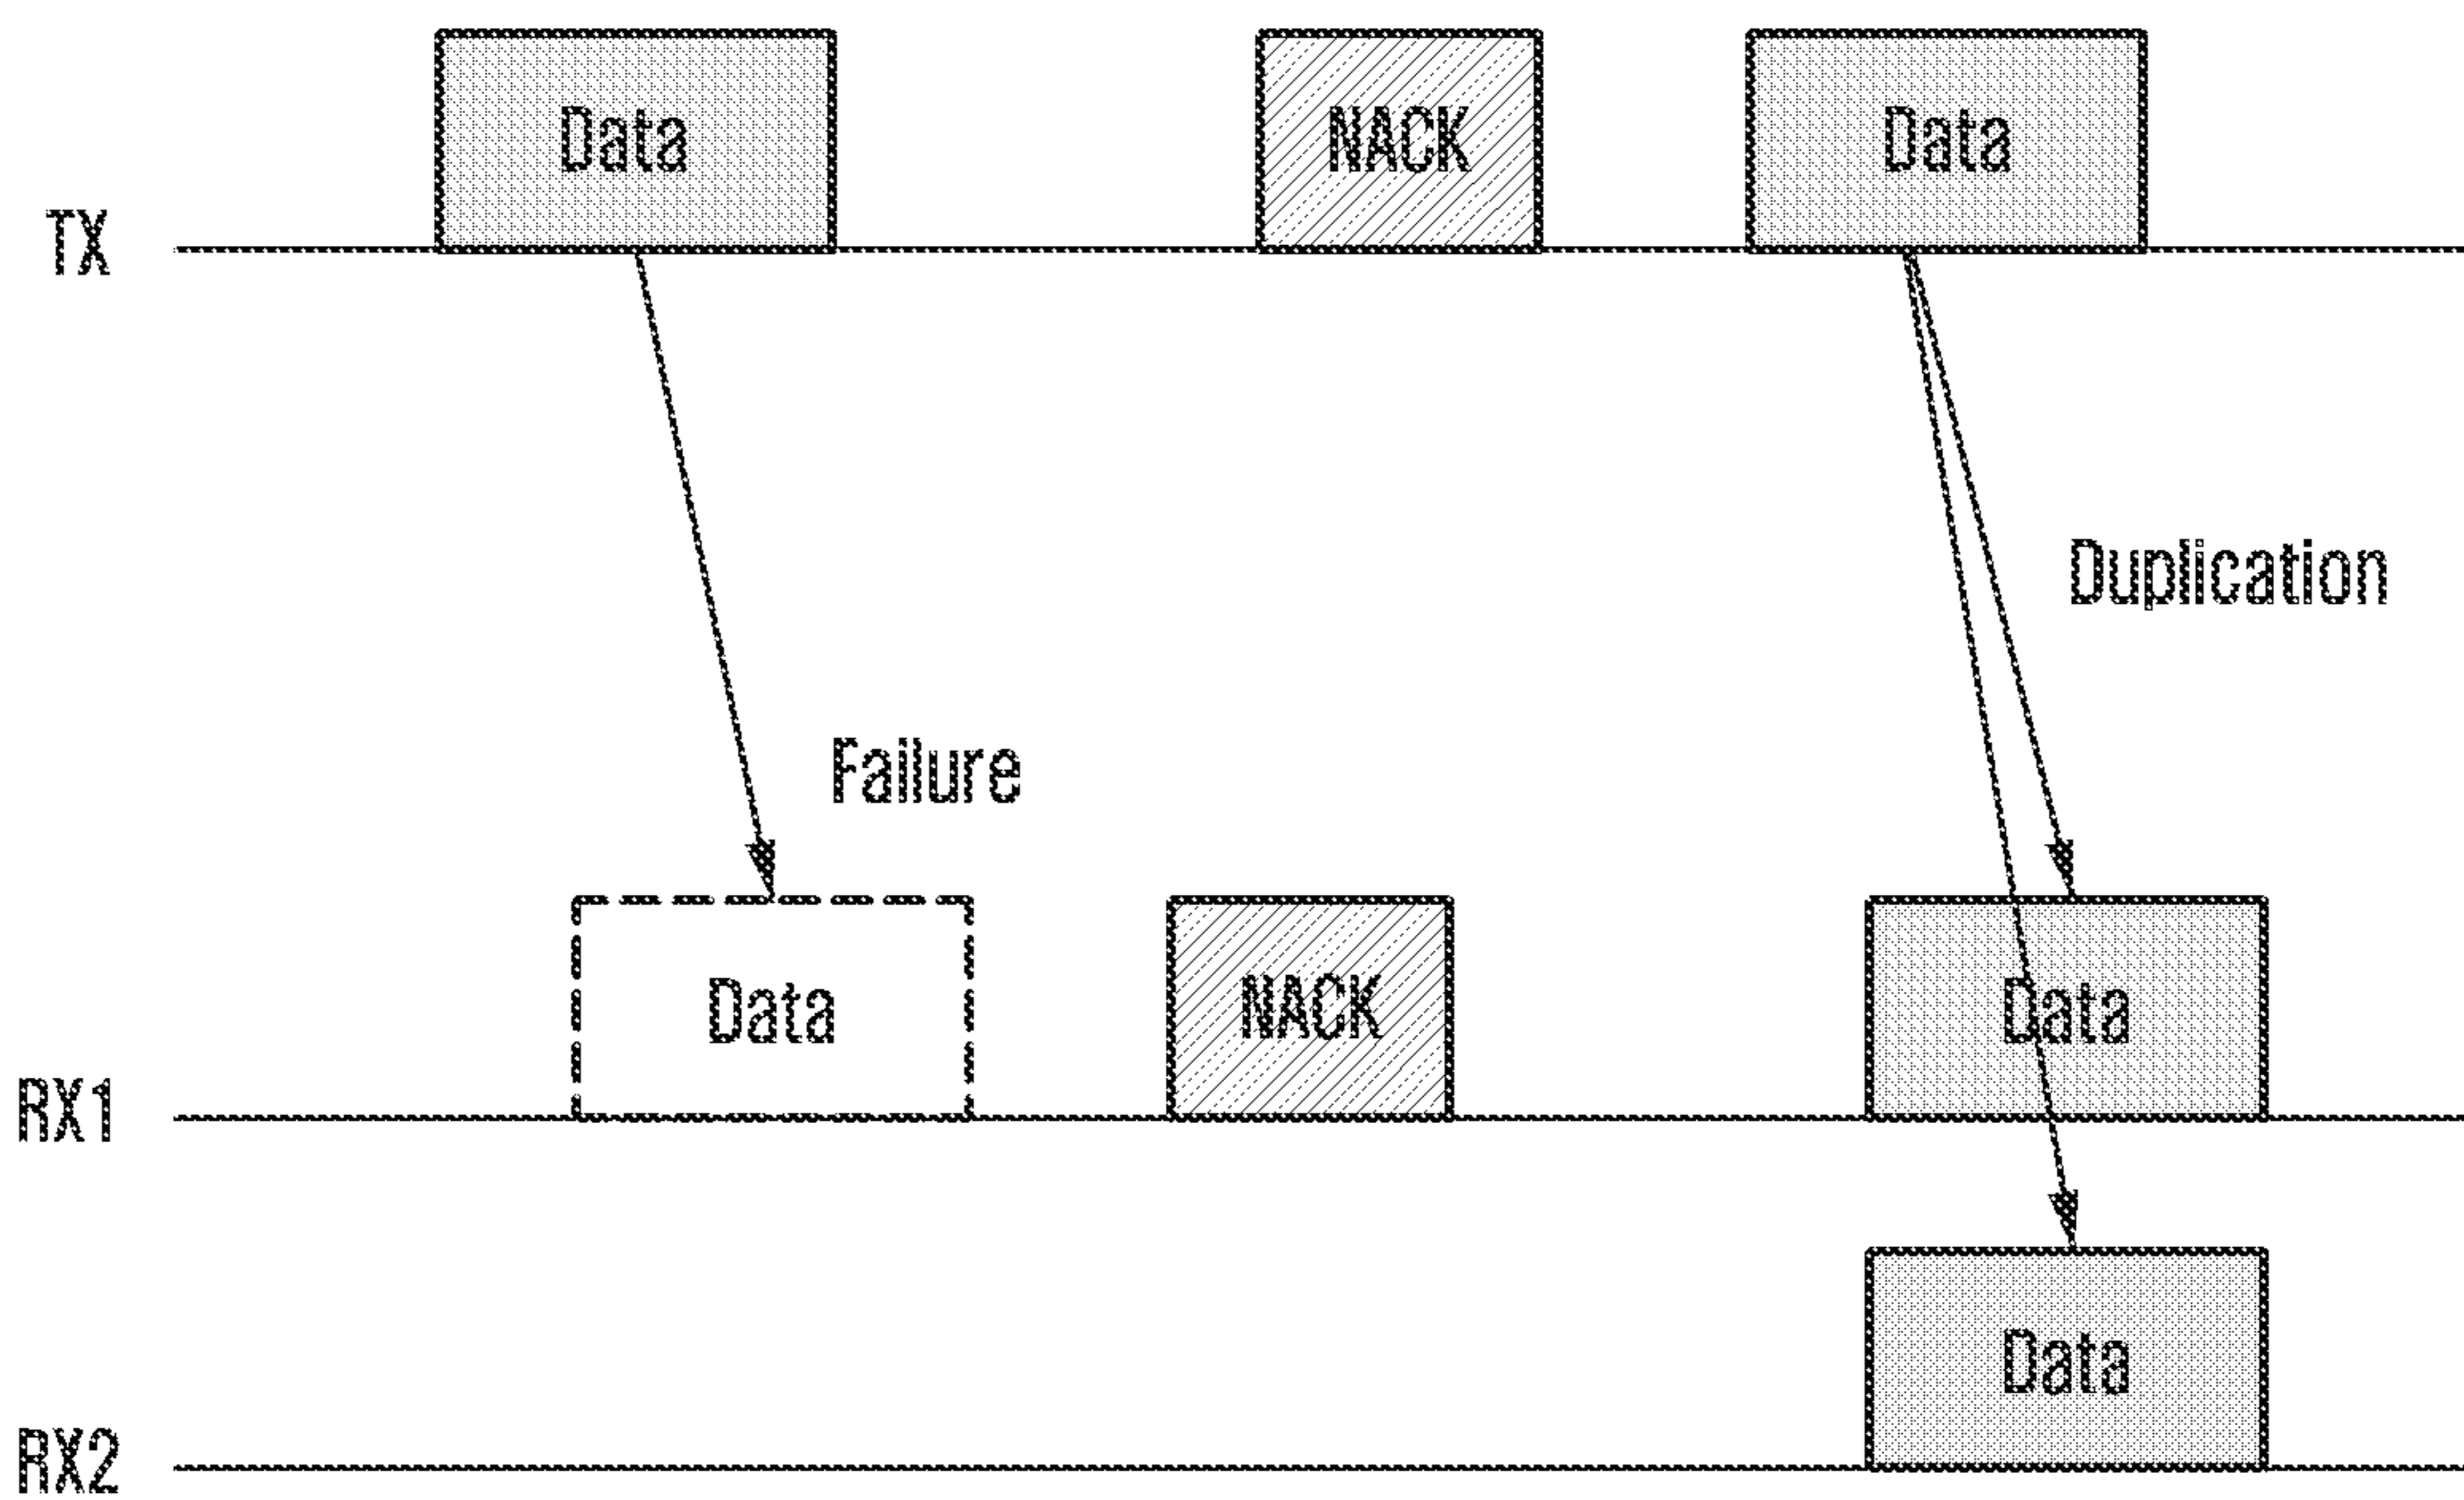 Data
NACK
Data
TX
Duplication
Failure
Data
NACK
Data
RX1
Data
RX2